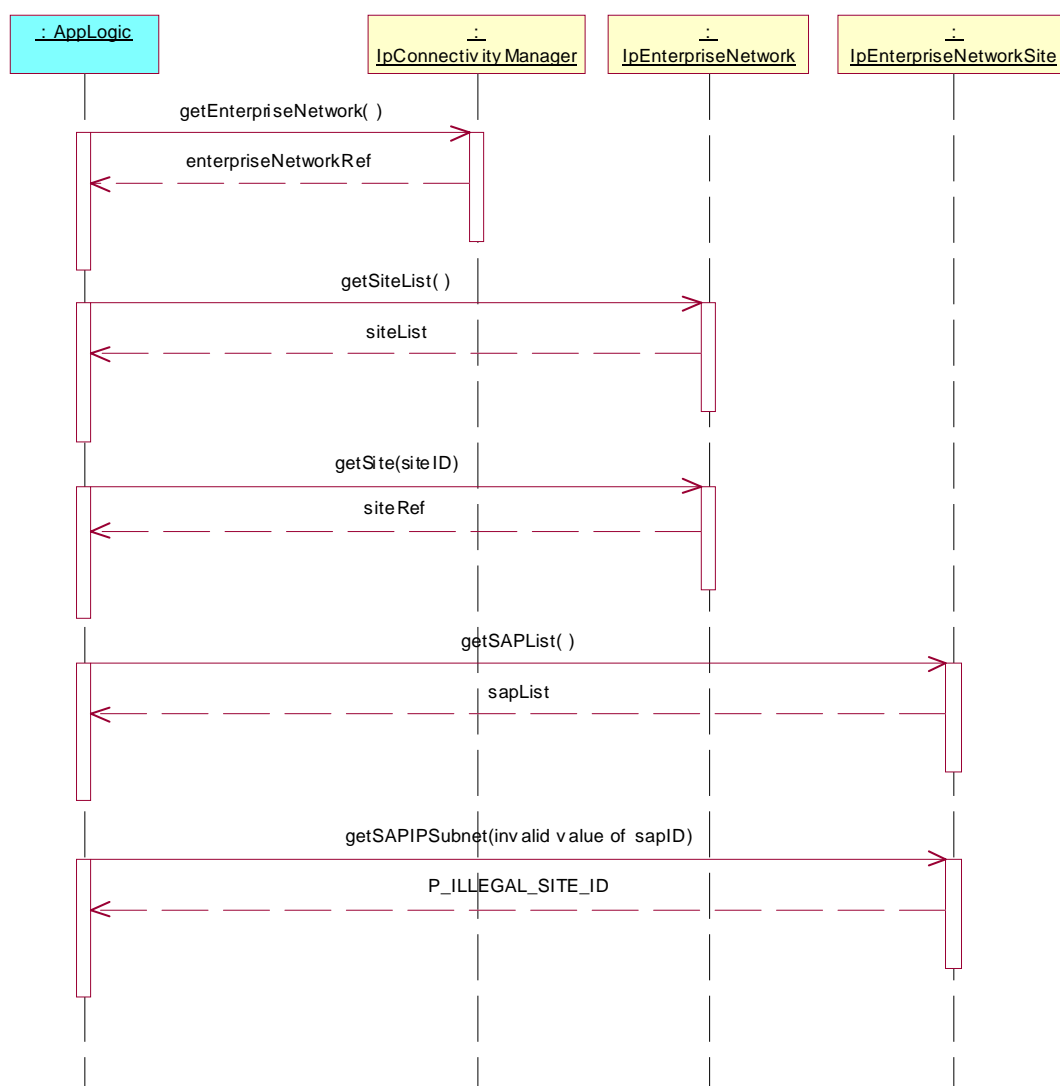 : AppLogic
:
IpConnectivityManager
:
IpEnterpriseNetwork
:
IpEnterpriseNetworkSite
getEnterpriseNetwork( )
enterpriseNetworkRef
getSiteList( )
siteList
getSite(siteID)
siteRef
getSAPList( )
sapList
getSAPIPSubnet(invalid value of sapID)
P_ILLEGAL_SITE_ID